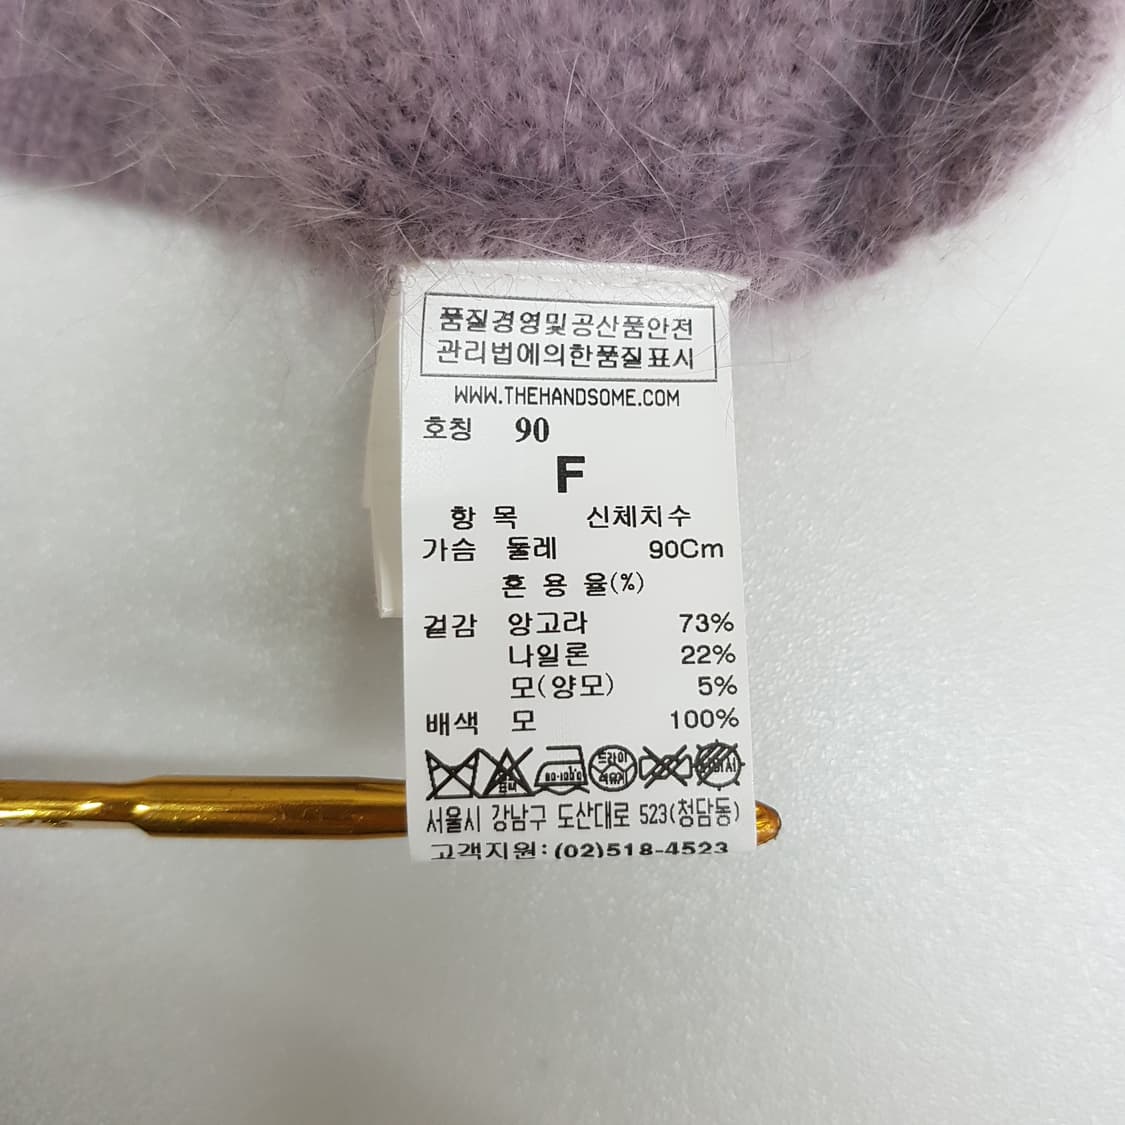 품질경영및공산품안전
관리법에의한품질표시
WWW.THEHANDSOME.COM
호칭 90
F
항 목 신체치수
가슴 둘레 90Cm
혼 용 율(%)
겉감 앙고라 73%
나일론 22%
모(양모) 5%
배색 모 100%
드라이
서울시 강남구 도산대로 523(청담동)
고객지원:(02)518-4523